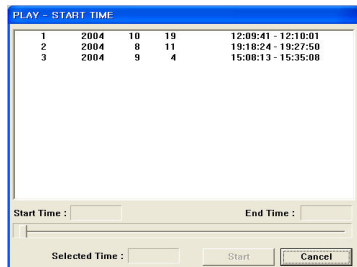 PLAY - START TIME
1 2004 10 19 12:09:41 - 12:10:01
2 2004 8 11 19:18:24 - 19:27:50
3 2004 9 4 15:08:13 - 15:35:08
Start Time : End Time :
Selected Time : Start Cancel